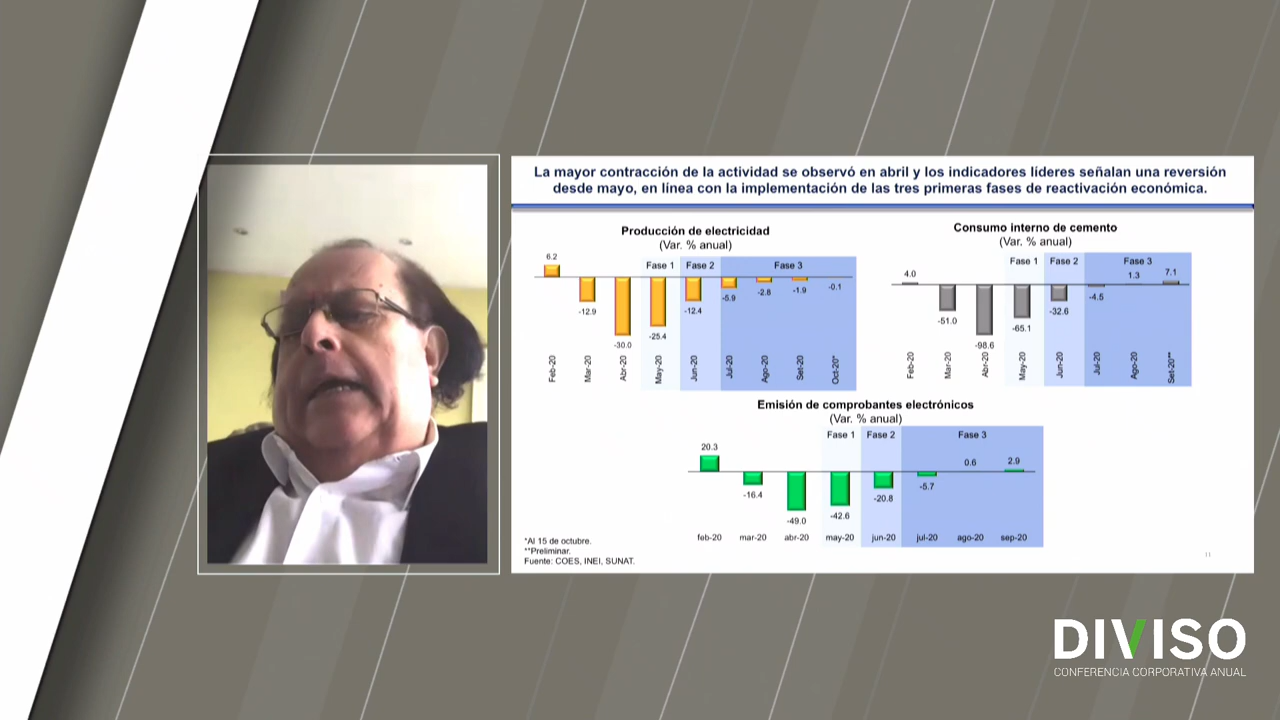 La mayor contracción de la actividad se observó en abril y los indicadores líderes señalan una reversión
desde mayo, en línea con la implementación de las tres primeras fases de reactivación económica.
Producción de electricidad
(Var. % anual)
Fase 1 Fase 2 Fase 3
6.2
-12.9
-30.0
-25.4
-12.4
-5.9
-2.8
-1.9
-0.1
Feb-20
Mar-20
Abr-20
May-20
Jun-20
Jul-20
Ago-20
Set-20
Oct-20*
Consumo interno de cemento
(Var. % anual)
Fase 1 Fase 2 Fase 3
4.0
-51.0
-98.6
-65.1
-32.6
-4.5
1.3
7.1
Feb-20
Mar-20
Abr-20
May-20
Jun-20
Jul-20
Ago-20
Set-20**
Emisión de comprobantes electrónicos
(Var. % anual)
Fase 1 Fase 2 Fase 3
20.3
-16.4
-49.0
-42.6
-20.8
-5.7
0.6
2.9
feb-20 mar-20 abr-20 may-20 jun-20 jul-20 ago-20 sep-20
*Al 15 de octubre.
**Preliminar.
Fuente: COES, INEI, SUNAT.
11
DIVISO
CONFERENCIA CORPORATIVA ANUAL